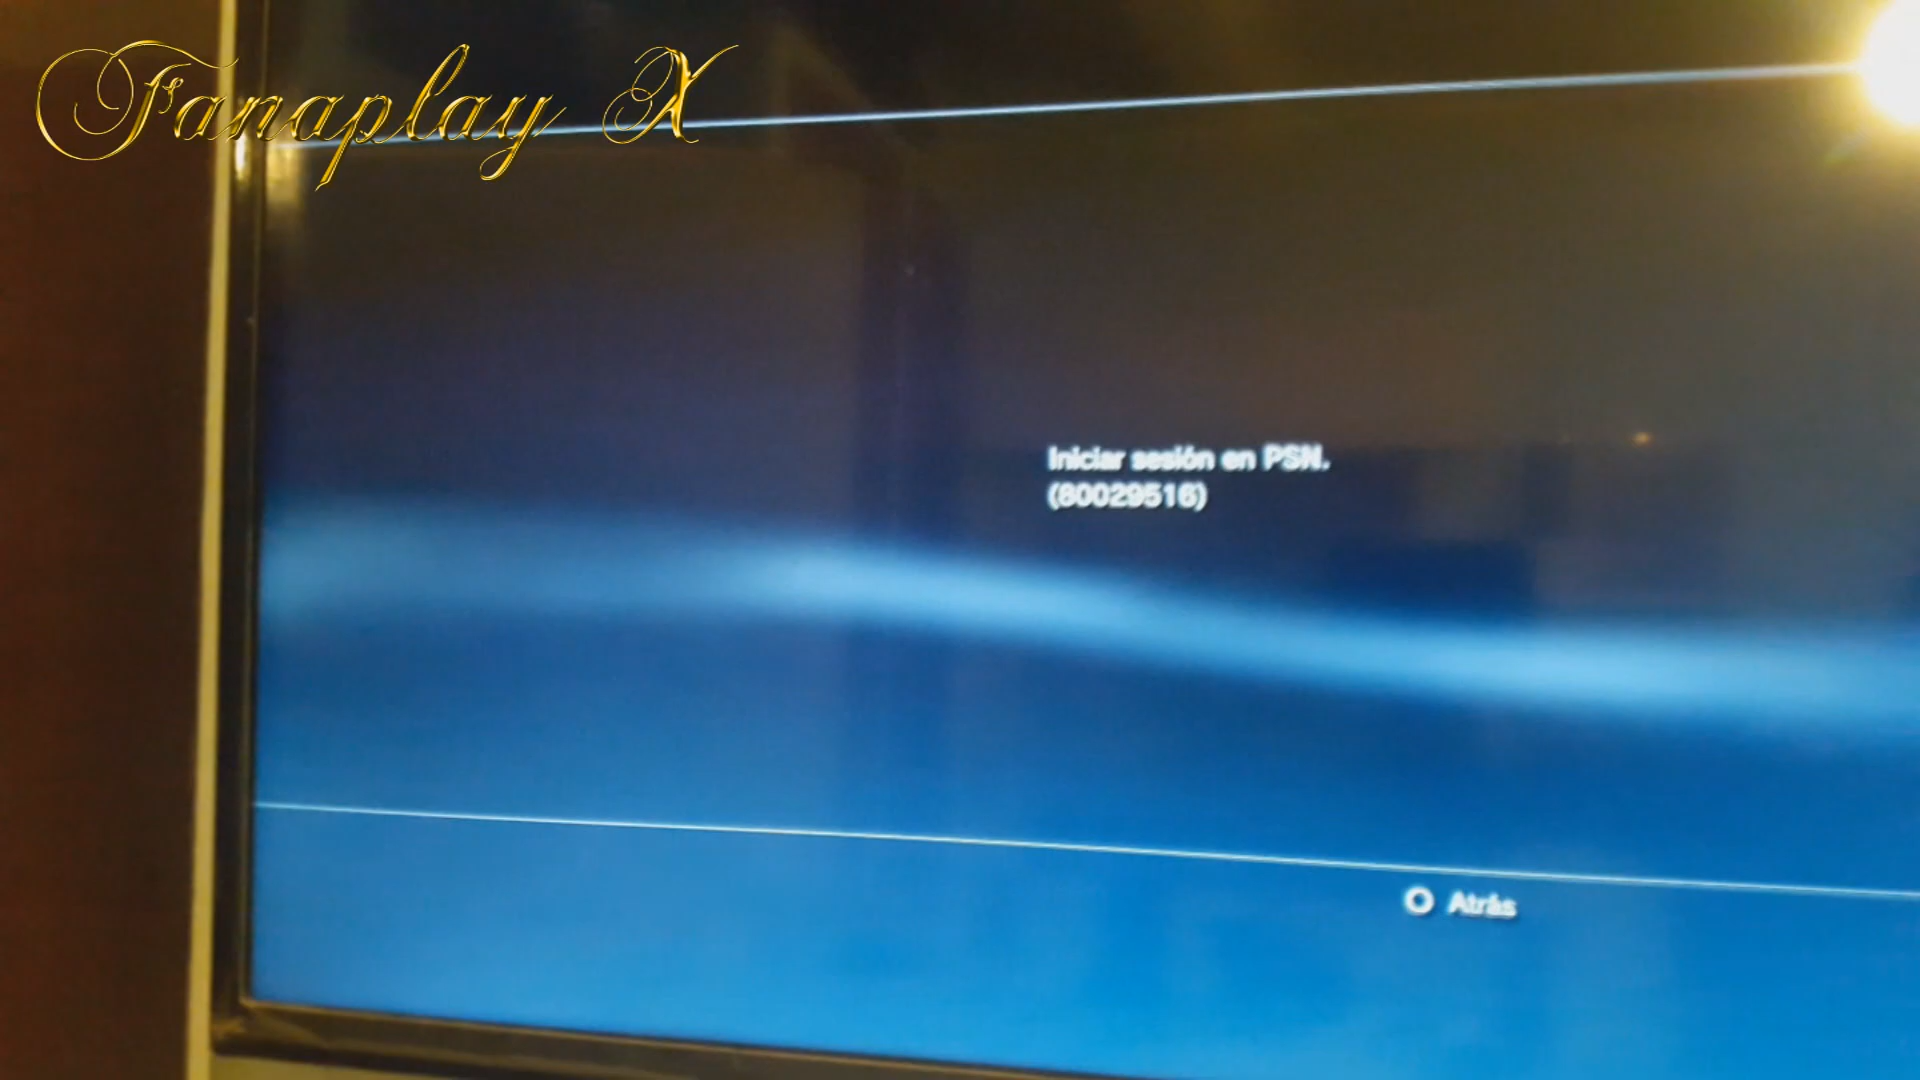 Fanaplay X
Iniciar sesión en PSN.
(80029516)
Atrás